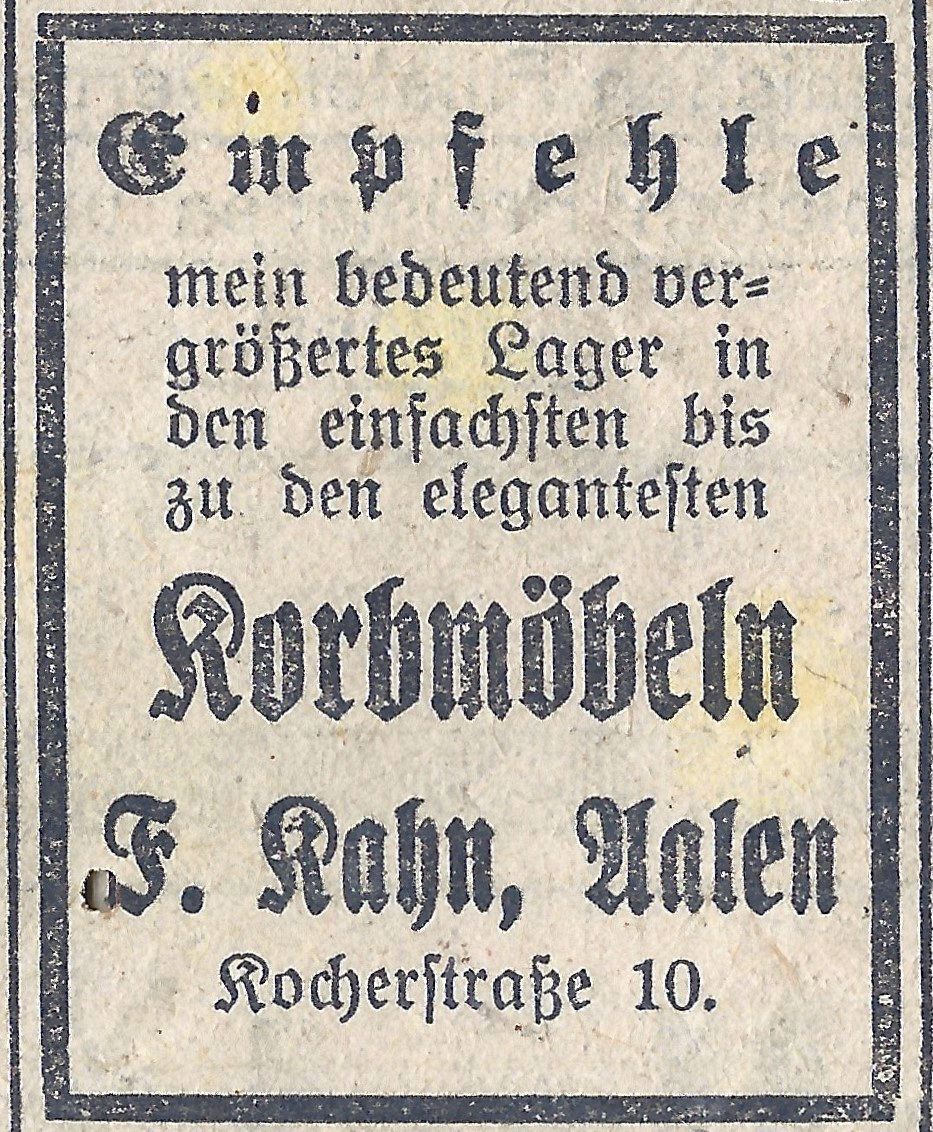 Empfehle
mein bedeutend ver=
größertes Lager in
den einfachsten bis
zu den elegantesten
Korbmöbeln
F. Kahn, Aalen
Kocherstraße 10.